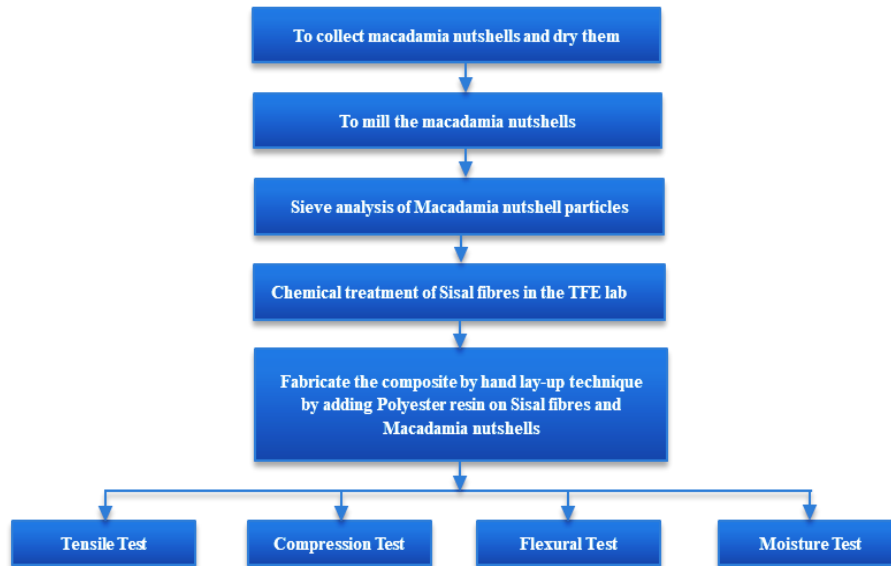 To collect macadamia nutshells and dry them
To mill the macadamia nutshells
Sieve analysis of Macadamia nutshell particles
Chemical treatment of Sisal fibres in the TFE lab
Fabricate the composite by hand lay-up technique
by adding Polyester resin on Sisal fibres and
Macadamia nutshells
Tensile Test
Compression Test
Flexural Test
Moisture Test